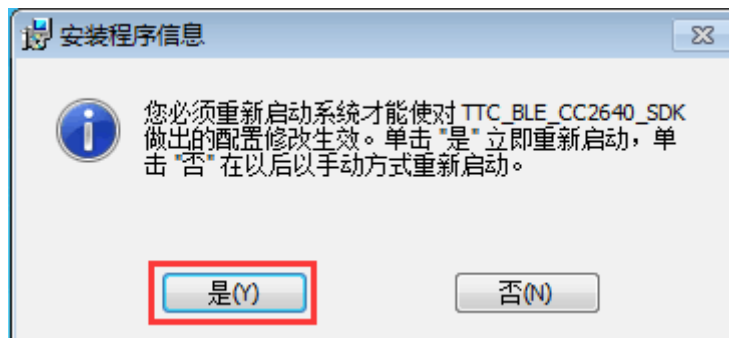 安装程序信息
您必须重新启动系统才能使对 TTC_BLE_CC2640_SDK
做出的配置修改生效。单击 "是" 立即重新启动，单
击 "否" 在以后以手动方式重新启动。
是(Y)
否(N)